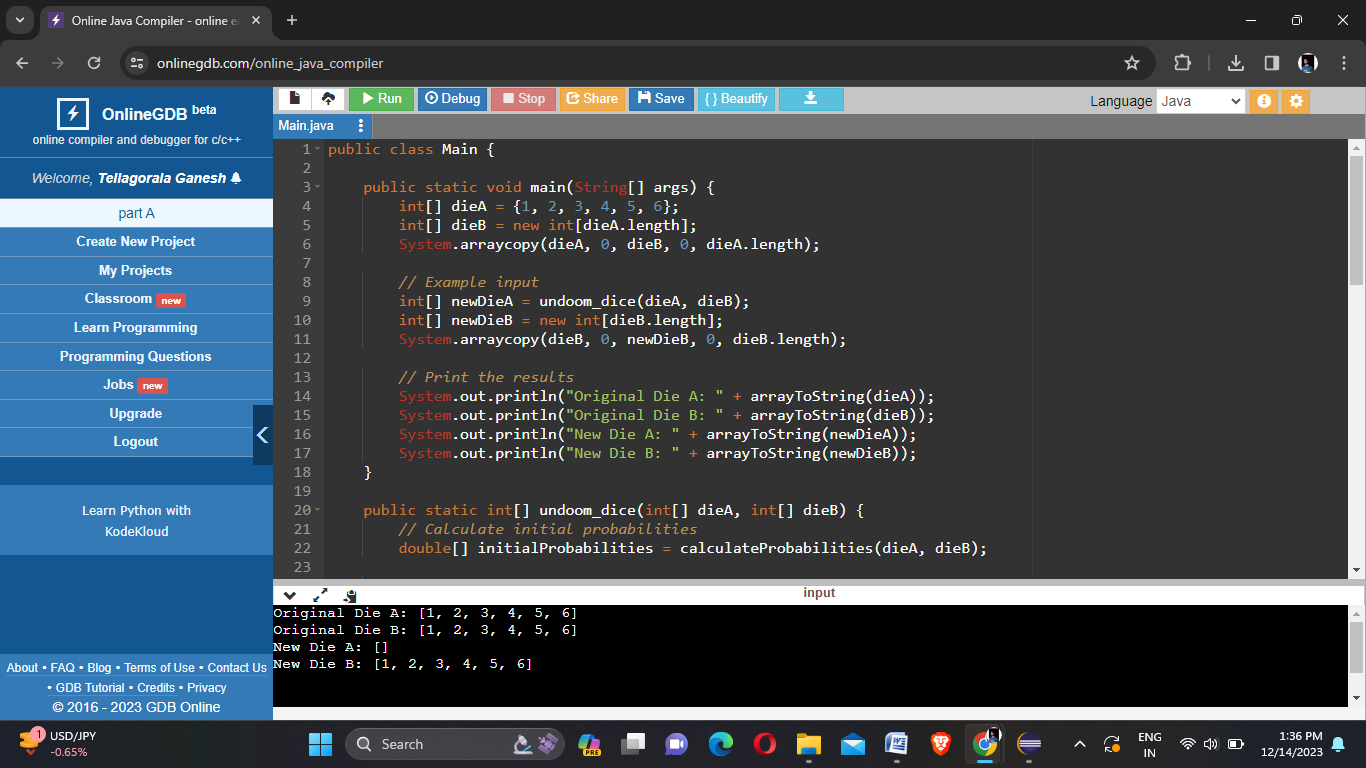 Online Java Compiler - online e
onlinegdb.com/online_java_compiler
OnlineGDB beta
online compiler and debugger for c/c++
Welcome, Tellagorala Ganesh
part A
Create New Project
My Projects
Classroom new
Learn Programming
Programming Questions
Jobs new
Upgrade
Logout
Learn Python with
KodeKloud
About • FAQ • Blog • Terms of Use • Contact Us
• GDB Tutorial • Credits • Privacy
© 2016 - 2023 GDB Online
Run Debug Stop Share Save { } Beautify Language Java
Main.java
1 public class Main {
2
3 public static void main(String[] args) {
4 int[] dieA = {1, 2, 3, 4, 5, 6};
5 int[] dieB = new int[dieA.length];
6 System.arraycopy(dieA, 0, dieB, 0, dieA.length);
7
8 // Example input
9 int[] newDieA = undoom_dice(dieA, dieB);
10 int[] newDieB = new int[dieB.length];
11 System.arraycopy(dieB, 0, newDieB, 0, dieB.length);
12
13 // Print the results
14 System.out.println("Original Die A: " + arrayToString(dieA));
15 System.out.println("Original Die B: " + arrayToString(dieB));
16 System.out.println("New Die A: " + arrayToString(newDieA));
17 System.out.println("New Die B: " + arrayToString(newDieB));
18 }
19
20 public static int[] undoom_dice(int[] dieA, int[] dieB) {
21 // Calculate initial probabilities
22 double[] initialProbabilities = calculateProbabilities(dieA, dieB);
23
input
Original Die A: [1, 2, 3, 4, 5, 6]
Original Die B: [1, 2, 3, 4, 5, 6]
New Die A: []
New Die B: [1, 2, 3, 4, 5, 6]
1
USD/JPY
-0.65%
Search
PRE
ENG
IN
1:36 PM
12/14/2023